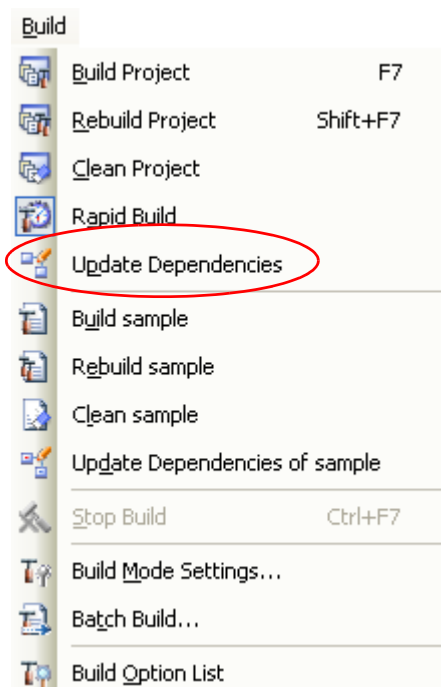 Build
Build Project F7
Rebuild Project Shift+F7
Clean Project
Rapid Build
Update Dependencies
Build sample
Rebuild sample
Clean sample
Update Dependencies of sample
Stop Build Ctrl+F7
Build Mode Settings...
Batch Build...
Build Option List